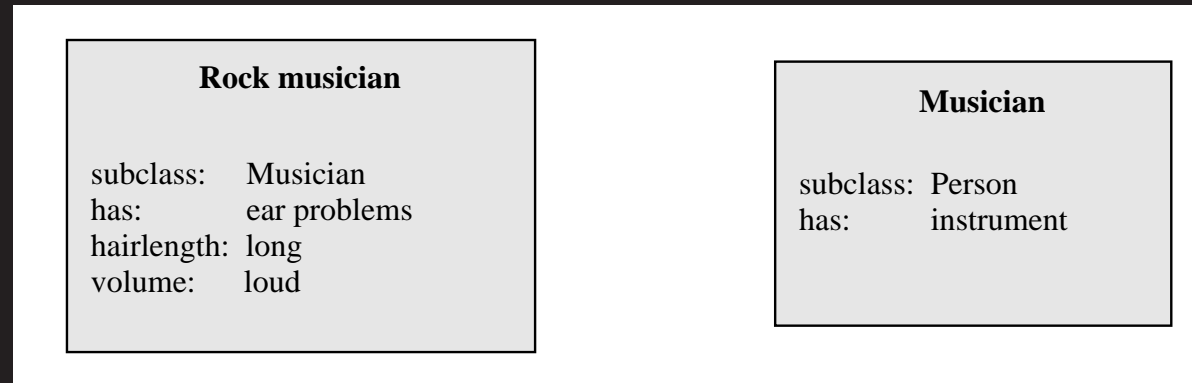 Rock musician
subclass: Musician
has: ear problems
hairlength: long
volume: loud
Musician
subclass: Person
has: instrument